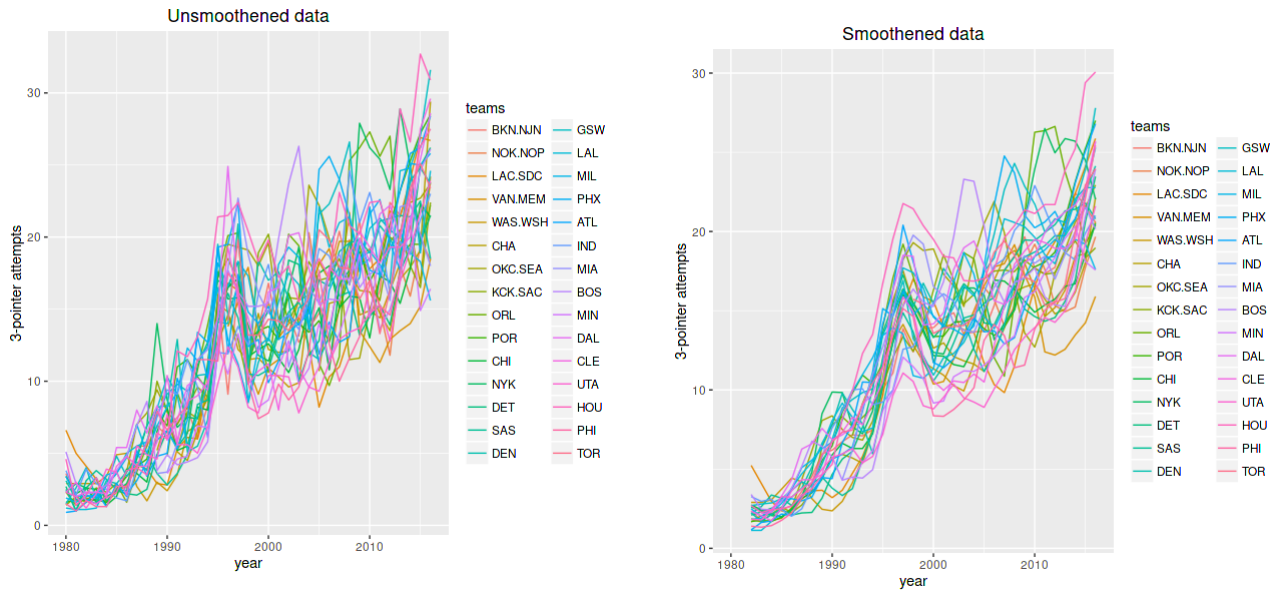 Unsmoothened data
30
20
10
0
1980
1990
2000
2010
year
3-pointer attempts
teams
BKN.NJN
NOK.NOP
LAC.SDC
VAN.MEM
WAS.WSH
CHA
OKC.SEA
KCK.SAC
ORL
POR
CHI
NYK
DET
SAS
DEN
GSW
LAL
MIL
PHX
ATL
IND
MIA
BOS
MIN
DAL
CLE
UTA
HOU
PHI
TOR
Smoothened data
30
20
10
0
1980
1990
2000
2010
year
3-pointer attempts
teams
BKN.NJN
NOK.NOP
LAC.SDC
VAN.MEM
WAS.WSH
CHA
OKC.SEA
KCK.SAC
ORL
POR
CHI
NYK
DET
SAS
DEN
GSW
LAL
MIL
PHX
ATL
IND
MIA
BOS
MIN
DAL
CLE
UTA
HOU
PHI
TOR